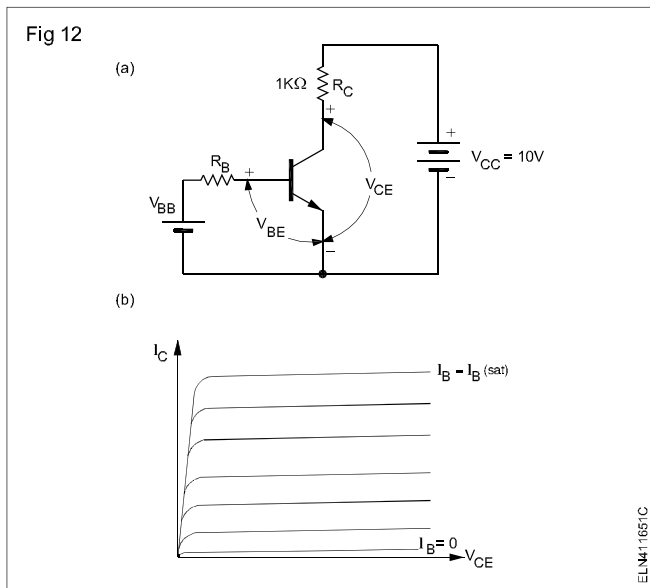 Fig 12
(a)
1KΩ
R_C
+
+
V_CC = 10V
−
R_B
+
V_BB
V_CE
V_BE
−
(b)
I_C
I_B = I_B (sat)
I_B = 0
V_CE
ELN411651C